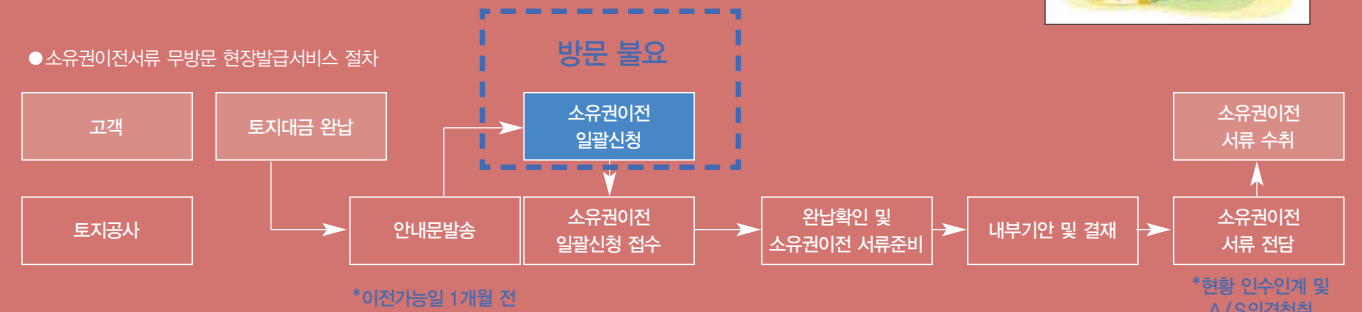 ●소유권이전서류 무방문 현장발급서비스 절차
방문 불요
고객
토지대금 완납
소유권이전
일괄신청
소유권이전
서류 수취
토지공사
안내문발송
소유권이전
일괄신청 접수
완납확인 및
소유권이전 서류준비
내부기안 및 결재
소유권이전
서류 전담
*이전가능일 1개월 전
*현황 인수인계 및
A/S의견청취